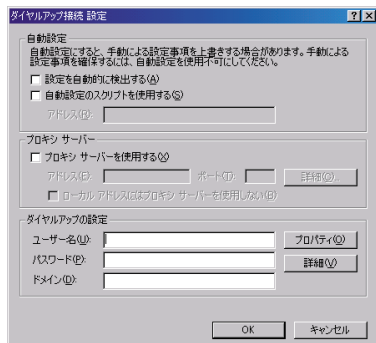 ダイヤルアップ接続 設定
自動設定
自動設定にすると、手動による設定事項を上書きする場合があります。手動による
設定事項を確保するには、自動設定を使用不可にしてください。
設定を自動的に検出する(A)
自動設定のスクリプトを使用する(S)
アドレス(R):
プロキシ サーバー
プロキシ サーバーを使用する(X)
アドレス(E): ポート(T): 詳細(C)...
ローカル アドレスにはプロキシ サーバーを使用しない(B)
ダイヤルアップの設定
ユーザー名(U): プロパティ(O)
パスワード(P): 詳細(V)
ドメイン(D):
OK キャンセル